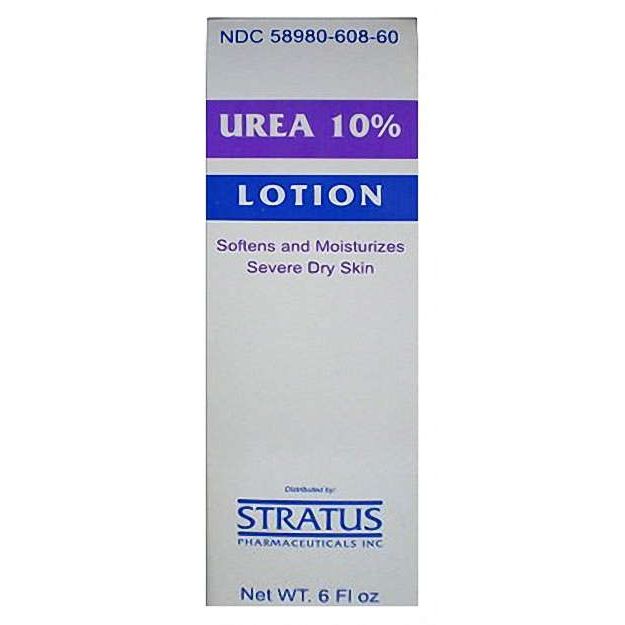 NDC 58980-608-60
UREA 10%
LOTION
Softens and Moisturizes
Severe Dry Skin
Distributed by:
STRATUS
PHARMACEUTICALS INC
Net WT. 6 Fl oz